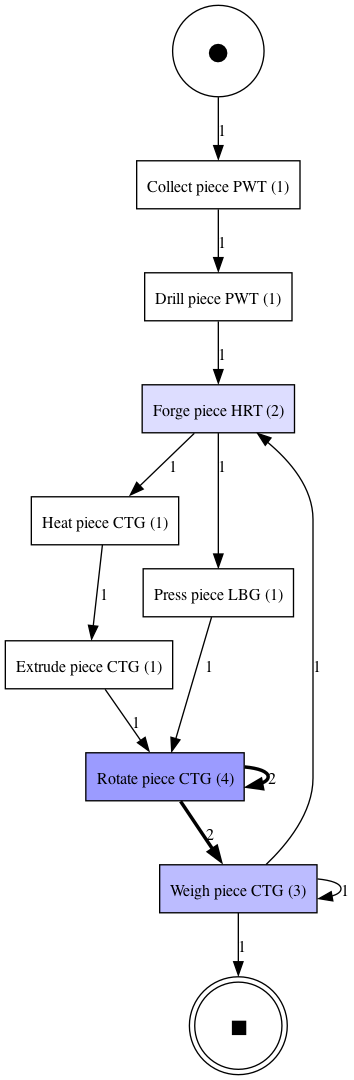 1
Collect piece PWT (1)
1
Drill piece PWT (1)
1
Forge piece HRT (2)
1
1
Heat piece CTG (1)
Press piece LBG (1)
1
Extrude piece CTG (1)
1
1
1
Rotate piece CTG (4)
2
2
Weigh piece CTG (3)
1
1